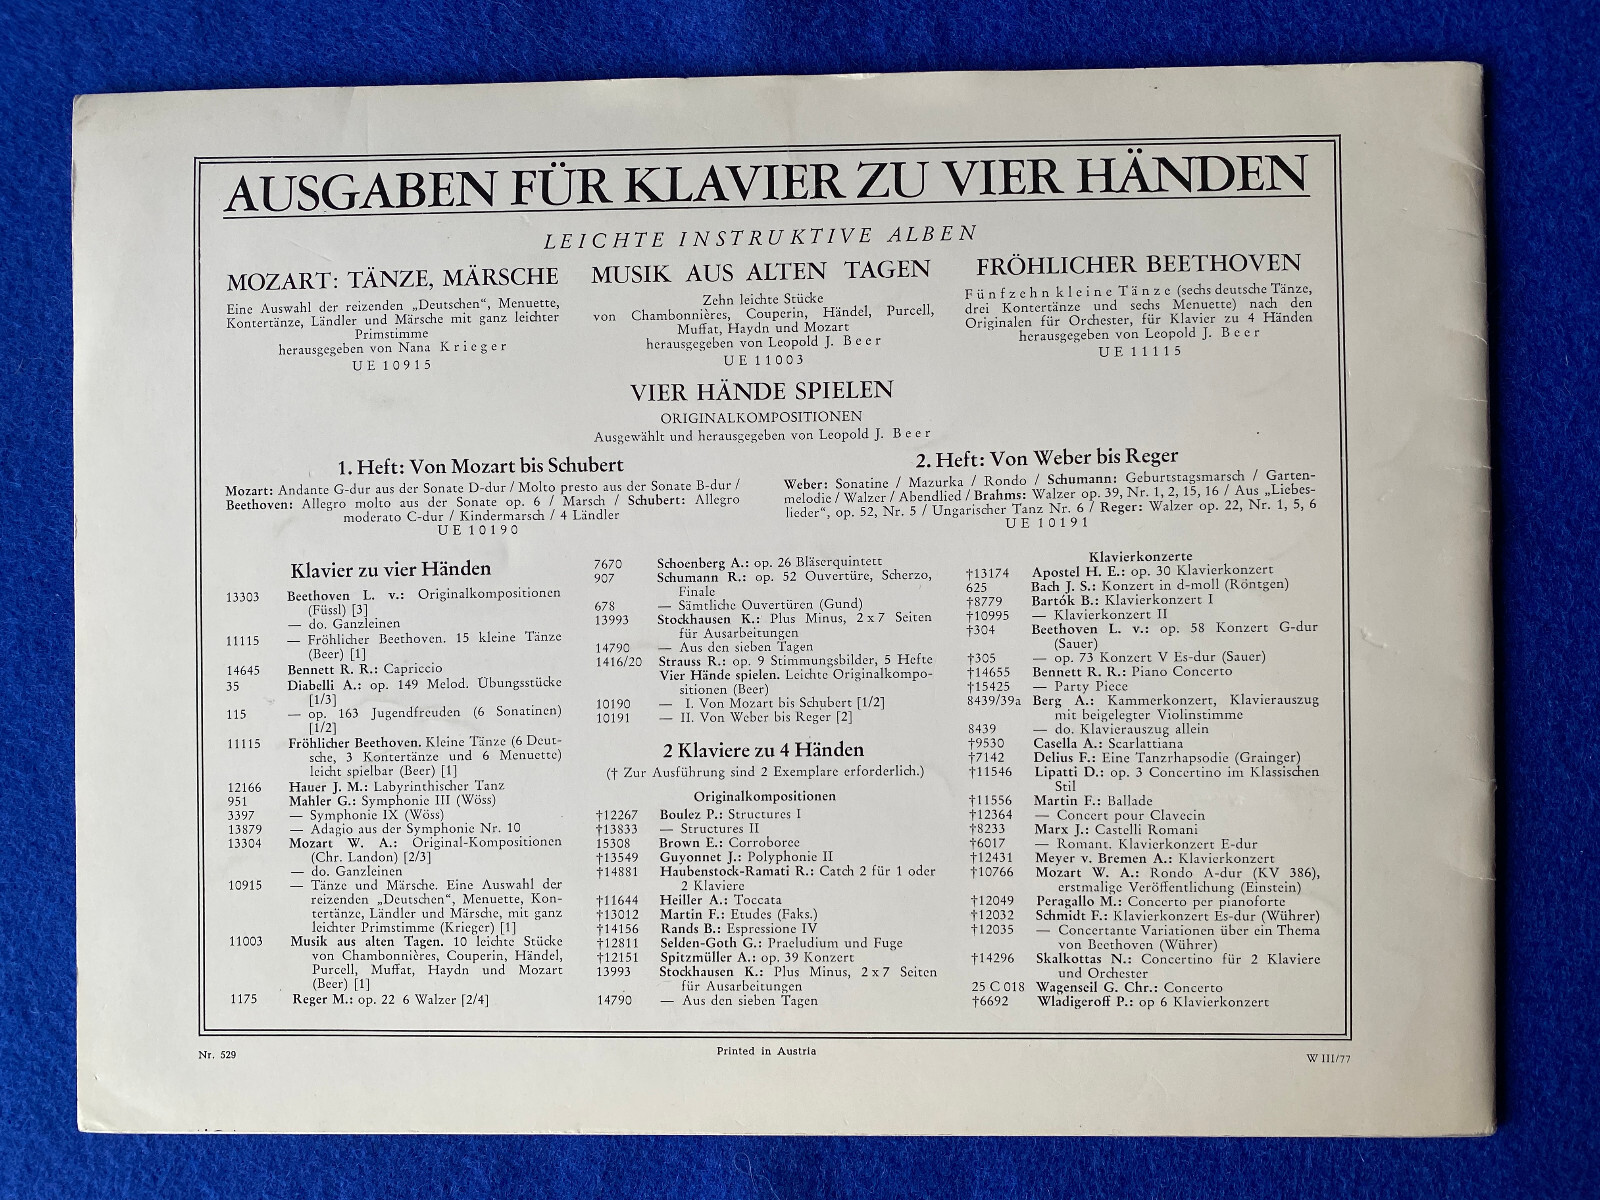 AUSGABEN FÜR KLAVIER ZU VIER HÄNDEN
LEICHTE INSTRUKTIVE ALBEN
MOZART: TÄNZE, MÄRSCHE
Eine Auswahl der reizenden „Deutschen“, Menuette,
Kontertänze, Ländler und Märsche mit ganz leichter
Primstimme
herausgegeben von Nana Krieger
UE 10915
MUSIK AUS ALTEN TAGEN
Zehn leichte Stücke
von Chambonnières, Couperin, Händel, Purcell,
Muffat, Haydn und Mozart
herausgegeben von Leopold J. Beer
UE 11003
FRÖHLICHER BEETHOVEN
Fünfzehn kleine Tänze (sechs deutsche Tänze,
drei Kontertänze und sechs Menuette) nach den
Originalen für Orchester, für Klavier zu 4 Händen
herausgegeben von Leopold J. Beer
UE 11115
VIER HÄNDE SPIELEN
ORIGINALKOMPOSITIONEN
Ausgewählt und herausgegeben von Leopold J. Beer
1. Heft: Von Mozart bis Schubert
Mozart: Andante G-dur aus der Sonate D-dur / Molto presto aus der Sonate B-dur /
Beethoven: Allegro molto aus der Sonate op. 6 / Marsch / Schubert: Allegro
moderato C-dur / Kindermarsch / 4 Ländler
UE 10190
2. Heft: Von Weber bis Reger
Weber: Sonatine / Mazurka / Rondo / Schumann: Geburtstagsmarsch / Garten-
melodie / Walzer / Abendlied / Brahms: Walzer op. 39, Nr. 1, 2, 15, 16 / Aus „Liebes-
lieder“, op. 52, Nr. 5 / Ungarischer Tanz Nr. 6 / Reger: Walzer op. 22, Nr. 1, 5, 6
UE 10191
Klavier zu vier Händen
13303 Beethoven L. v.: Originalkompositionen
(Füssl) [3]
— do. Ganzleinen
11115 — Fröhlicher Beethoven. 15 kleine Tänze
(Beer) [1]
14645 Bennett R. R.: Capriccio
35 Diabelli A.: op. 149 Melod. Übungsstücke
[1/3]
115 — op. 163 Jugendfreuden (6 Sonatinen)
[1/2]
11115 Fröhlicher Beethoven. Kleine Tänze (6 Deut-
sche, 3 Kontertänze und 6 Menuette)
leicht spielbar (Beer) [1]
12166 Hauer J. M.: Labyrinthischer Tanz
951 Mahler G.: Symphonie III (Wöss)
3397 — Symphonie IX (Wöss)
13879 — Adagio aus der Symphonie Nr. 10
13304 Mozart W. A.: Original-Kompositionen
(Chr. Landon) [2/3]
— do. Ganzleinen
10915 — Tänze und Märsche. Eine Auswahl der
reizenden „Deutschen“, Menuette, Kon-
tertänze, Ländler und Märsche, mit ganz
leichter Primstimme (Krieger) [1]
11003 Musik aus alten Tagen. 10 leichte Stücke
von Chambonnières, Couperin, Händel,
Purcell, Muffat, Haydn und Mozart
(Beer) [1]
1175 Reger M.: op. 22 6 Walzer [2/4]
7670 Schoenberg A.: op. 26 Bläserquintett
907 Schumann R.: op. 52 Ouvertüre, Scherzo,
Finale
678 — Sämtliche Ouvertüren (Gund)
13993 Stockhausen K.: Plus Minus, 2 x 7 Seiten
für Ausarbeitungen
14790 — Aus den sieben Tagen
1416/20 Strauss R.: op. 9 Stimmungsbilder, 5 Hefte
Vier Hände spielen. Leichte Originalkompo-
sitionen (Beer)
10190 — I. Von Mozart bis Schubert [1/2]
10191 — II. Von Weber bis Reger [2]
2 Klaviere zu 4 Händen
(† Zur Ausführung sind 2 Exemplare erforderlich.)
Originalkompositionen
†12267 Boulez P.: Structures I
†13833 — Structures II
15308 Brown E.: Corroboree
†13549 Guyonnet J.: Polyphonie II
†14881 Haubenstock-Ramati R.: Catch 2 für 1 oder
2 Klaviere
†11644 Heiller A.: Toccata
†13012 Martin F.: Etudes (Faks.)
†14156 Rands B.: Espressione IV
†12811 Selden-Goth G.: Praeludium und Fuge
†12151 Spitzmüller A.: op. 39 Konzert
13993 Stockhausen K.: Plus Minus, 2 x 7 Seiten
für Ausarbeitungen
14790 — Aus den sieben Tagen
Klavierkonzerte
†13174 Apostel H. E.: op. 30 Klavierkonzert
625 Bach J. S.: Konzert in d-moll (Röntgen)
†8779 Bartók B.: Klavierkonzert I
†10995 — Klavierkonzert II
†304 Beethoven L. v.: op. 58 Konzert G-dur
(Sauer)
†305 — op. 73 Konzert V Es-dur (Sauer)
†14655 Bennett R. R.: Piano Concerto
†15425 — Party Piece
8439/39a Berg A.: Kammerkonzert, Klavierauszug
mit beigelegter Violinstimme
8439 — do. Klavierauszug allein
†9530 Casella A.: Scarlattiana
†7142 Delius F.: Eine Tanzrhapsodie (Grainger)
†11546 Lipatti D.: op. 3 Concertino im Klassischen
Stil
†11556 Martin F.: Ballade
†12364 — Concert pour Clavecin
†8233 Marx J.: Castelli Romani
†6017 — Romant. Klavierkonzert E-dur
†12431 Meyer v. Bremen A.: Klavierkonzert
†10766 Mozart W. A.: Rondo A-dur (KV 386),
erstmalige Veröffentlichung (Einstein)
†12049 Peragallo M.: Concerto per pianoforte
†12032 Schmidt F.: Klavierkonzert Es-dur (Wührer)
†12035 — Concertante Variationen über ein Thema
von Beethoven (Wührer)
†14296 Skalkottas N.: Concertino für 2 Klaviere
und Orchester
25 C 018 Wagenseil G. Chr.: Concerto
†6692 Wladigeroff P.: op 6 Klavierkonzert
Nr. 529
Printed in Austria
W III/77